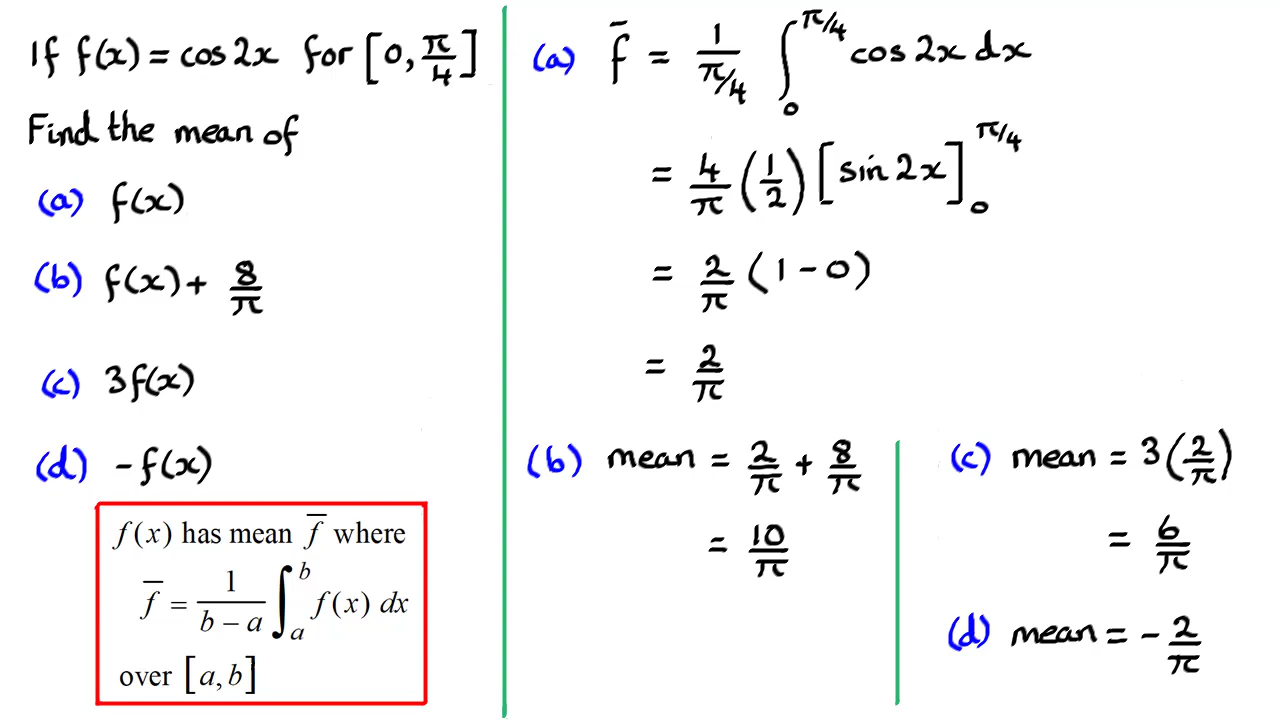 If f(x) = cos 2x for [0, π/4]
Find the mean of
(a) f(x)
(b) f(x) + 8/π
(c) 3f(x)
(d) -f(x)
f(x) has mean f̅ where
f̅ = 1/(b − a) ∫_a^b f(x) dx
over [a, b]
(a) f̅ = 1/(π/4) ∫_0^(π/4) cos 2x dx
= 4/π (1/2) [sin 2x]_0^(π/4)
= 2/π (1 − 0)
= 2/π
(b) mean = 2/π + 8/π
= 10/π
(c) mean = 3(2/π)
= 6/π
(d) mean = − 2/π